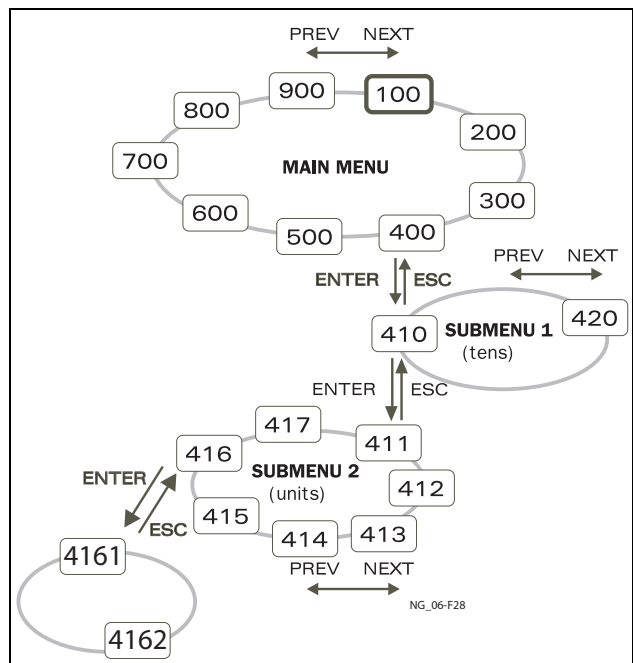 PREV NEXT
900
100
800
200
700
MAIN MENU
300
600
500
400
ENTER
ESC
PREV NEXT
410
SUBMENU 1
420
(tens)
ENTER
ESC
417
411
416
SUBMENU 2
412
ENTER
(units)
ESC
415
414
413
PREV NEXT
4161
4162
NG_06-F28